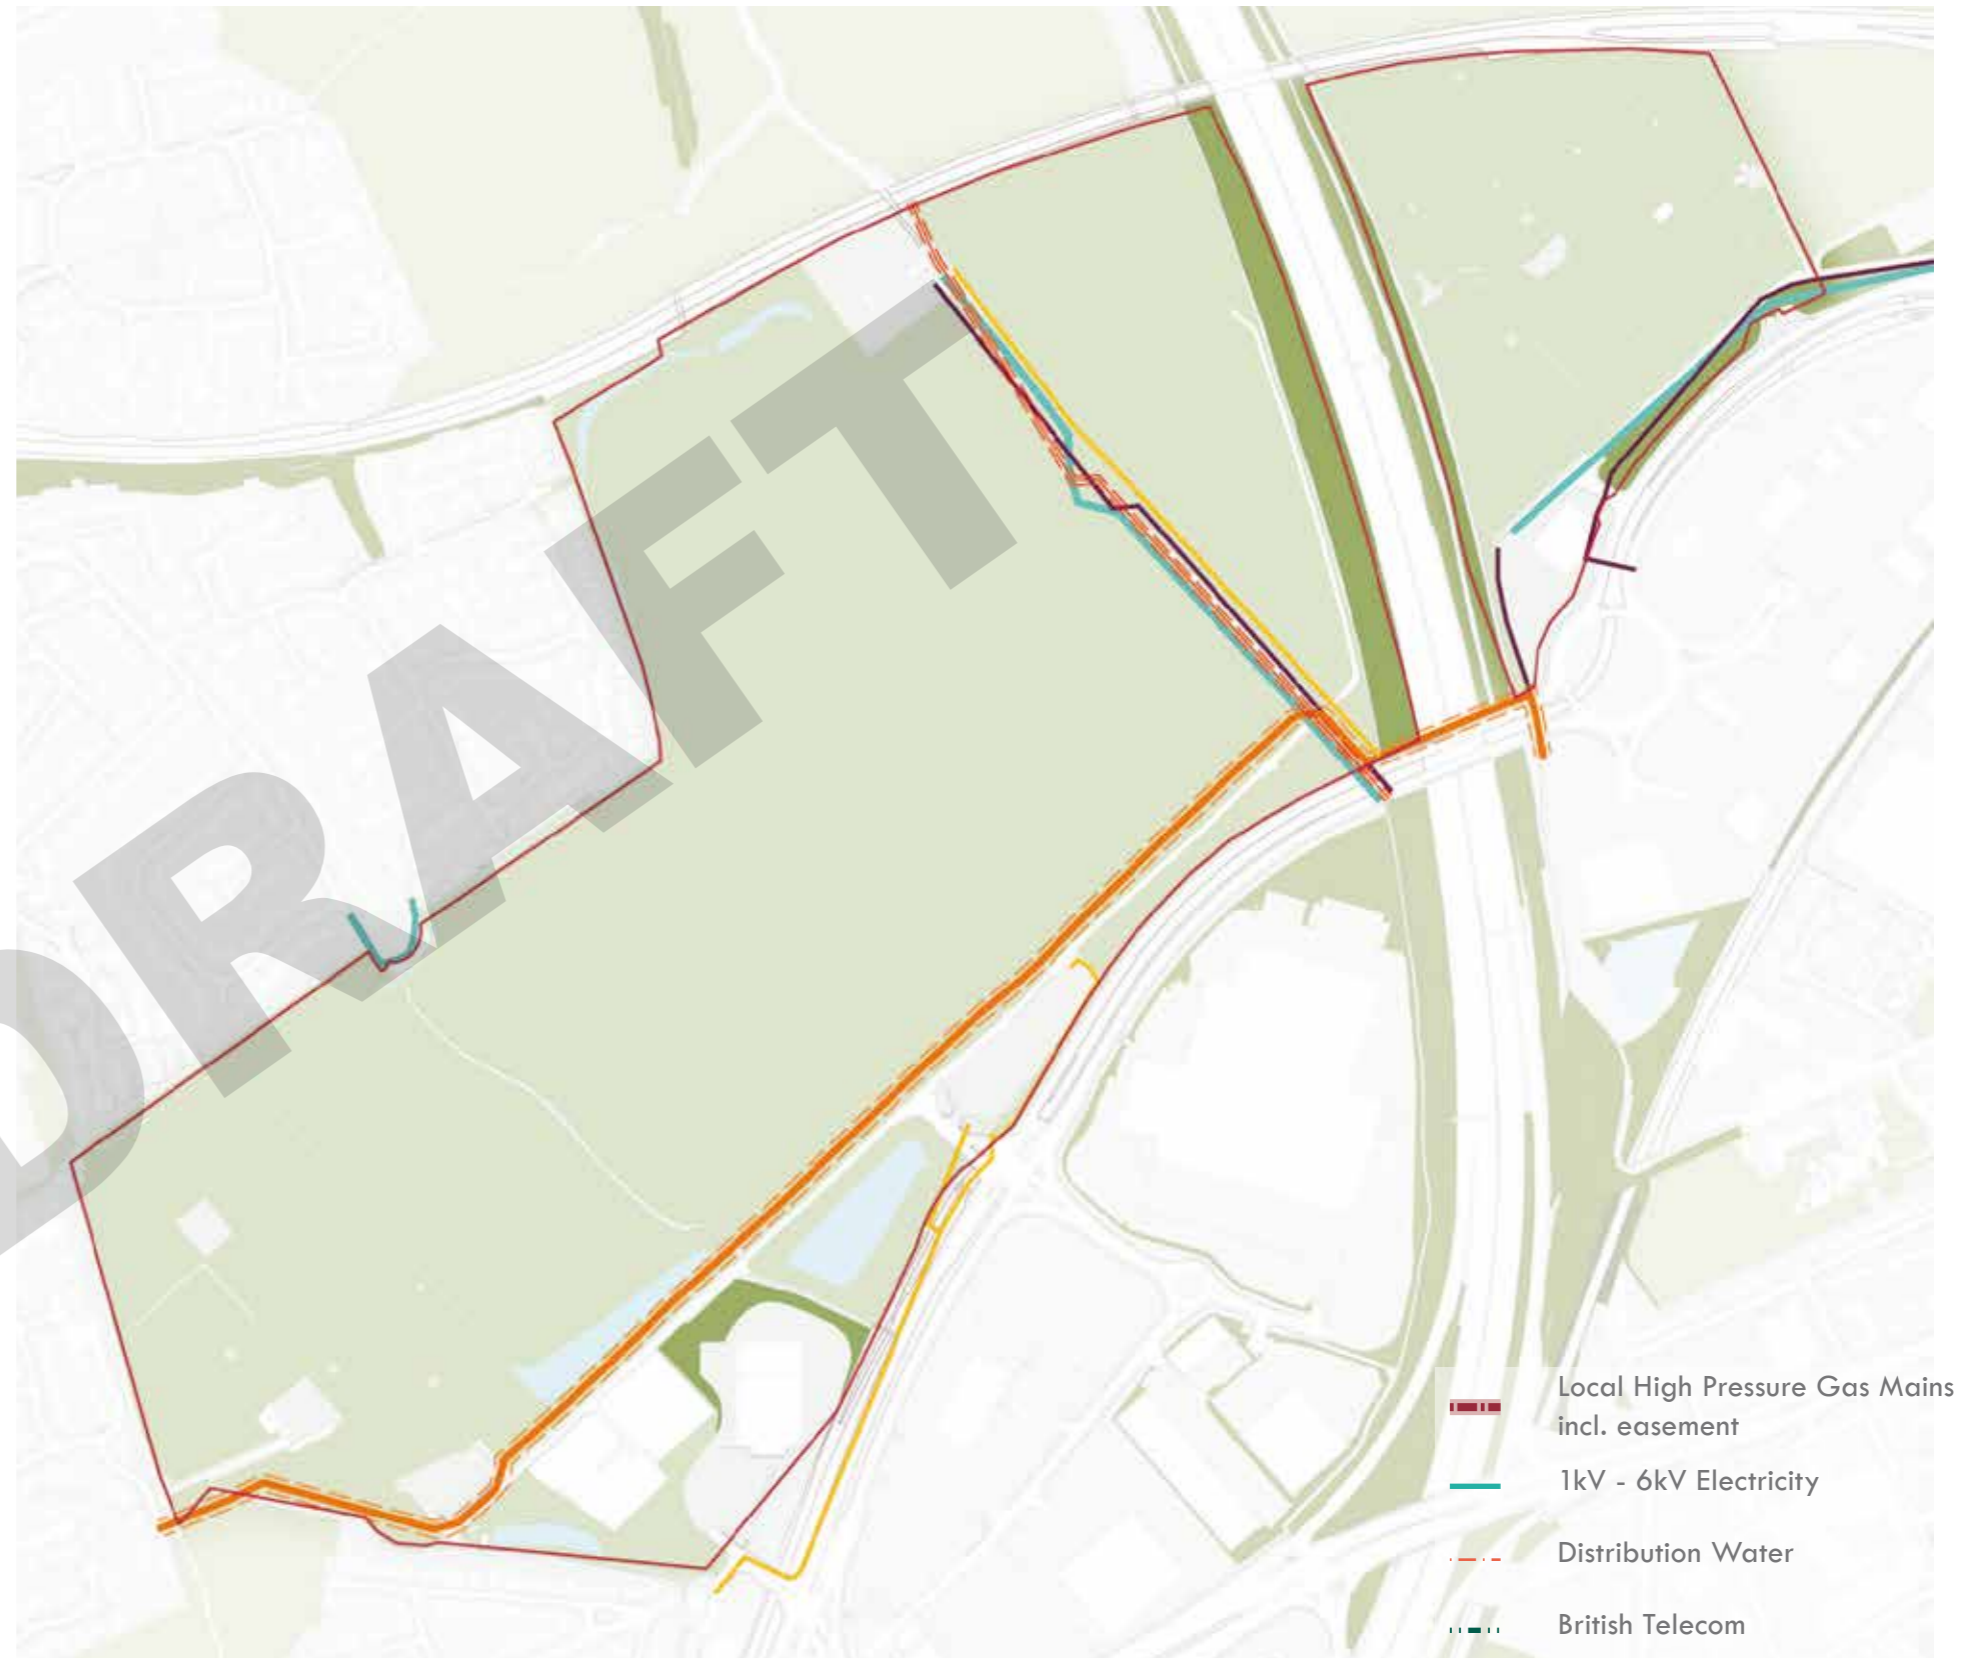 DRAFT
Local High Pressure Gas Mains
incl. easement
1kV - 6kV Electricity
Distribution Water
British Telecom